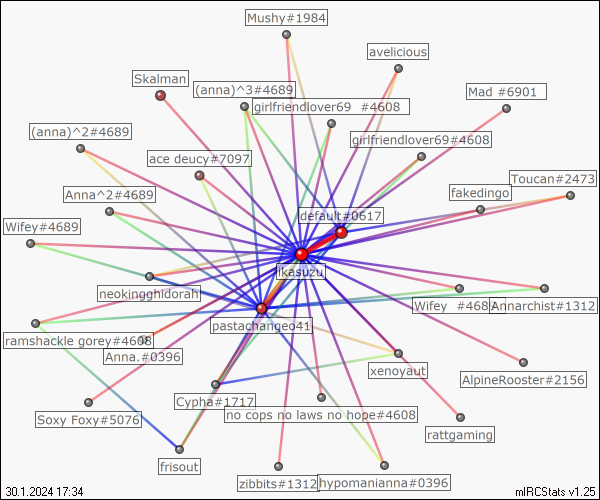 Mushy#1984
avelicious
Skalman
(anna)^3#4689
Mad #6901
girlfriendlover69 #4608
(anna)^2#4689
girlfriendlover69#4608
ace deucy#7097
Toucan#2473
Anna^2#4689
fakedingo
default#0617
Wifey#4689
ikasuzu
neokingghidorah
Wifey #4689
Annarchist#1312
pastachangeo41
ramshackle gorey#4608
Anna.#0396
xenoyaut
AlpineRooster#2156
Cypha#1717
no cops no laws no hope#4608
Soxy Foxy#5076
rattgaming
frisout
zibbits#1312
hypomanianna#0396
30.1.2024 17:34
mIRCStats v1.25